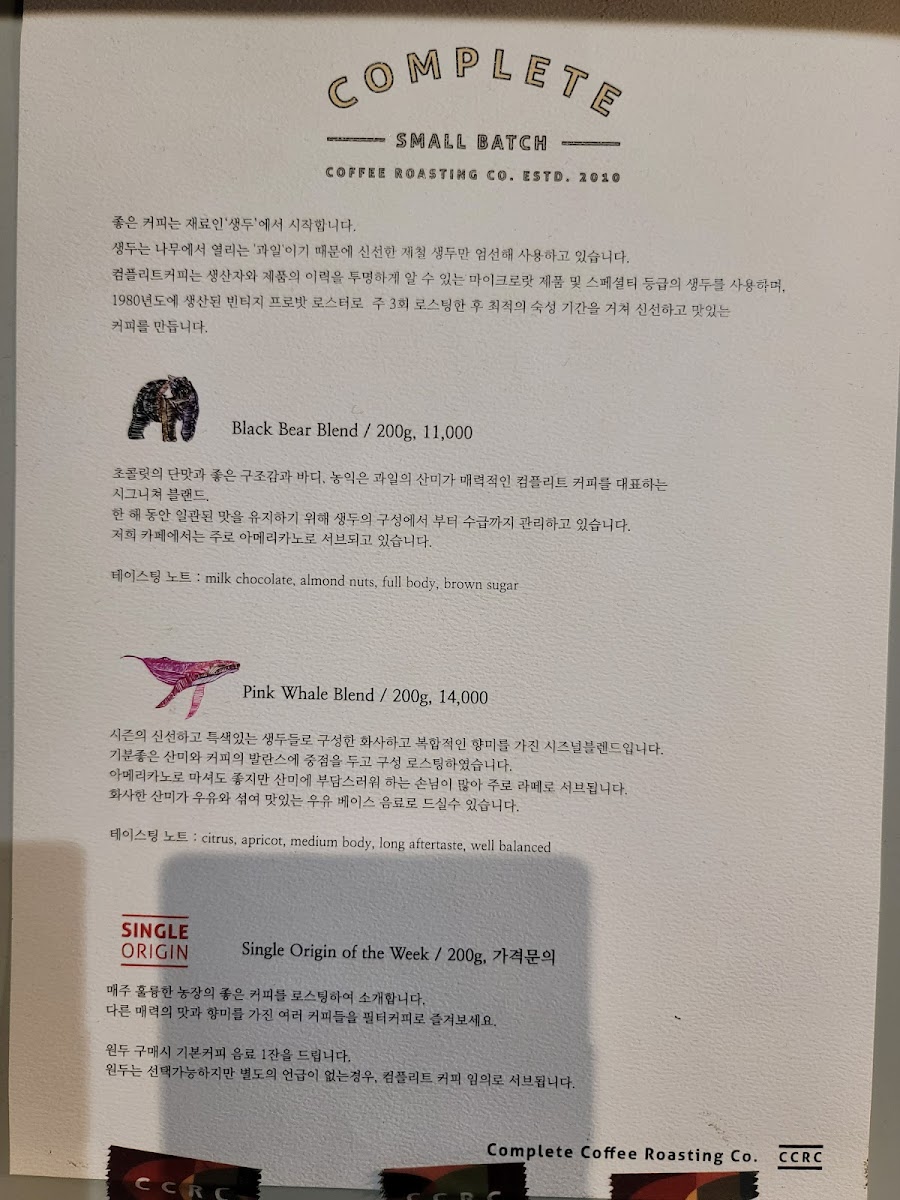 COMPLETE
SMALL BATCH
COFFEE ROASTING CO. ESTD. 2010
좋은 커피는 재료인'생두'에서 시작합니다.
생두는 나무에서 열리는 '과일'이기 때문에 신선한 재철 생두만 엄선해 사용하고 있습니다.
컴플리트커피는 생산자와 제품의 이력을 투명하게 알 수 있는 마이크로랏 제품 및 스페셜티 등급의 생두를 사용하며,
1980년도에 생산된 빈티지 프로밧 로스터로 주 3회 로스팅한 후 최적의 숙성 기간을 거쳐 신선하고 맛있는
커피를 만듭니다.
Black Bear Blend / 200g, 11,000
초콜릿의 단맛과 좋은 구조감과 바디, 농익은 과일의 산미가 매력적인 컴플리트 커피를 대표하는
시그니쳐 블랜드.
한 해 동안 일관된 맛을 유지하기 위해 생두의 구성에서 부터 수급까지 관리하고 있습니다.
저희 카페에서는 주로 아메리카노로 서브되고 있습니다.
테이스팅 노트 : milk chocolate, almond nuts, full body, brown sugar
Pink Whale Blend / 200g, 14,000
시즌의 신선하고 특색있는 생두들로 구성한 화사하고 복합적인 향미를 가진 시즈널블렌드입니다.
기분좋은 산미와 커피의 발란스에 중점을 두고 구성 로스팅하였습니다.
아메리카노로 마셔도 좋지만 산미에 부담스러워 하는 손님이 많아 주로 라떼로 서브됩니다.
화사한 산미가 우유와 섞여 맛있는 우유 베이스 음료로 드실수 있습니다.
테이스팅 노트 : citrus, apricot, medium body, long aftertaste, well balanced
SINGLE
ORIGIN
Single Origin of the Week / 200g, 가격문의
매주 훌륭한 농장의 좋은 커피를 로스팅하여 소개합니다.
다른 매력의 맛과 향미를 가진 여러 커피들을 필터커피로 즐겨보세요.
원두 구매시 기본커피 음료 1잔을 드립니다.
원두는 선택가능하지만 별도의 언급이 없는경우, 컴플리트 커피 임의로 서브됩니다.
Complete Coffee Roasting Co. CCRC
CCRC
CCRC